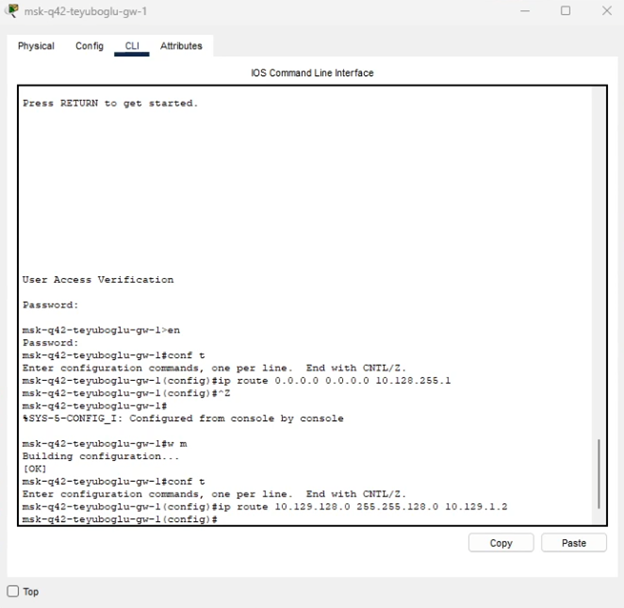 msk-q42-teyuboglu-gw-1
Physical Config CLI Attributes
IOS Command Line Interface
Press RETURN to get started.
User Access Verification
Password:
msk-q42-teyuboglu-gw-1>en
Password:
msk-q42-teyuboglu-gw-1#conf t
Enter configuration commands, one per line.  End with CNTL/Z.
msk-q42-teyuboglu-gw-1(config)#ip route 0.0.0.0 0.0.0.0 10.128.255.1
msk-q42-teyuboglu-gw-1(config)#^Z
msk-q42-teyuboglu-gw-1#
%SYS-5-CONFIG_I: Configured from console by console
msk-q42-teyuboglu-gw-1#w m
Building configuration...
[OK]
msk-q42-teyuboglu-gw-1#conf t
Enter configuration commands, one per line.  End with CNTL/Z.
msk-q42-teyuboglu-gw-1(config)#ip route 10.129.128.0 255.255.128.0 10.129.1.2
msk-q42-teyuboglu-gw-1(config)#
Copy Paste
Top